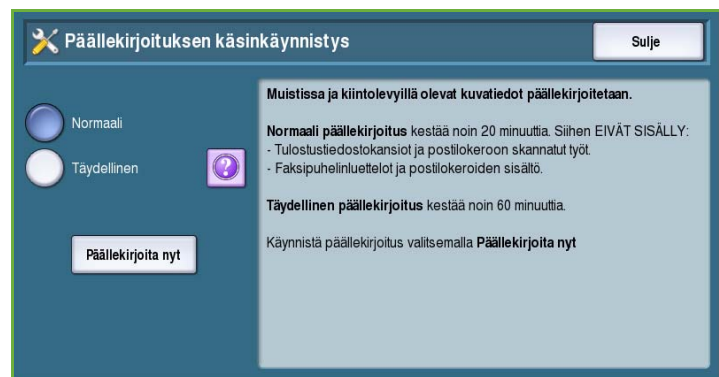 Päällekirjoituksen käsinkäynnistys
Sulje
Normaali
Täydellinen
?
Päällekirjoita nyt
Muistissa ja kiintolevyillä olevat kuvatiedot päällekirjoitetaan.
Normaali päällekirjoitus kestää noin 20 minuuttia. Siihen EIVÄT SISÄLLY:
- Tulostustiedostokansiot ja postilokeroon skannatut työt.
- Faksipuhelinluettelot ja postilokeroiden sisältö.
Täydellinen päällekirjoitus kestää noin 60 minuuttia.
Käynnistä päällekirjoitus valitsemalla Päällekirjoita nyt